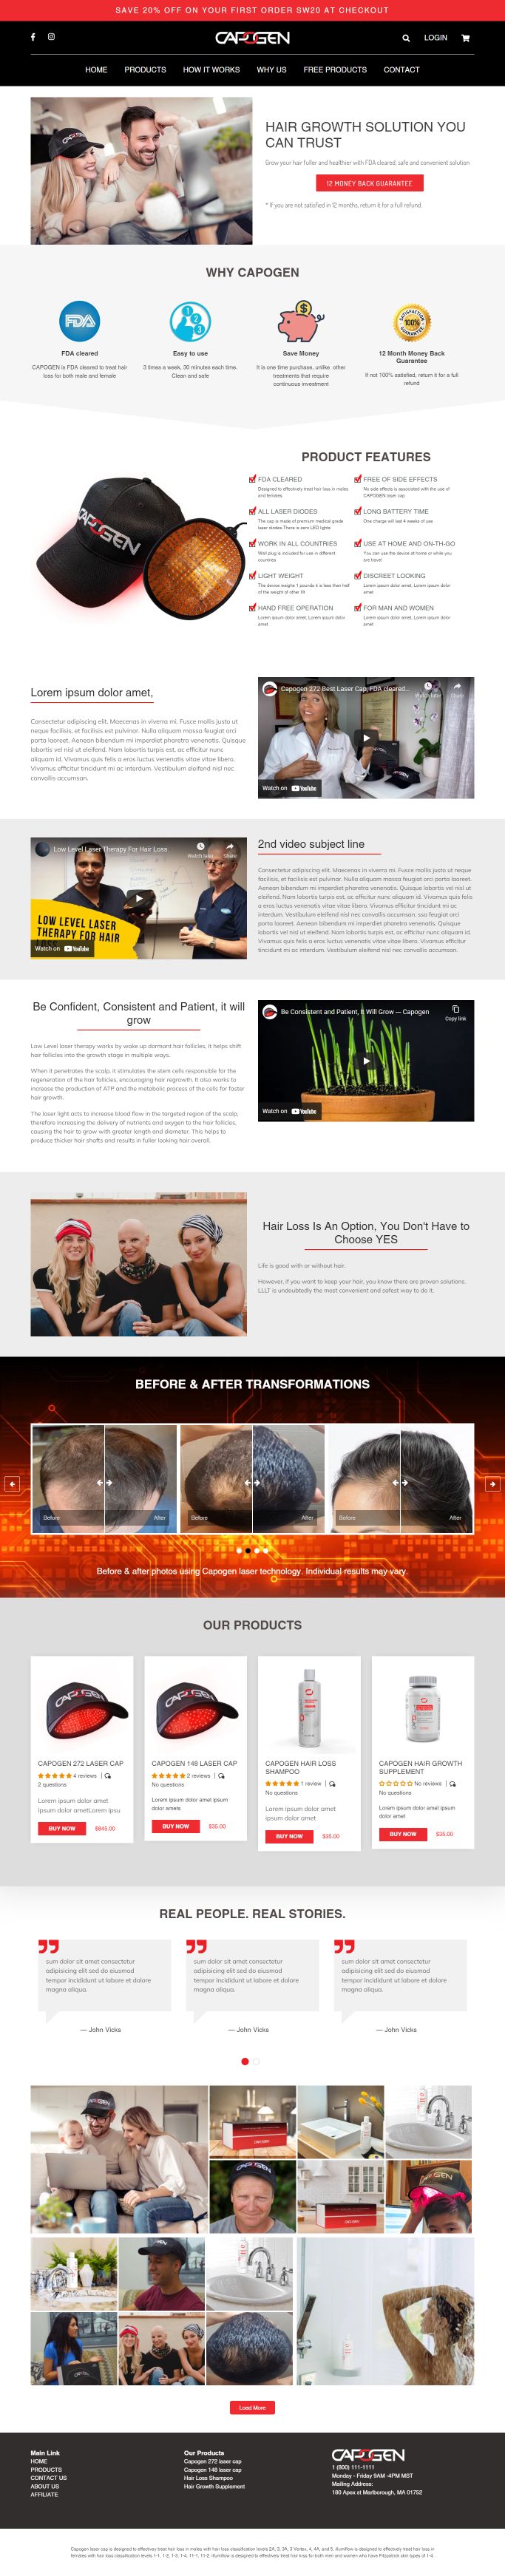 SAVE 20% OFF ON YOUR FIRST ORDER SW20 AT CHECKOUT
CAPOGEN
LOGIN
HOME PRODUCTS HOW IT WORKS WHY US FREE PRODUCTS CONTACT
HAIR GROWTH SOLUTION YOU
CAN TRUST
Grow your hair fuller and healthier with FDA cleared, safe and convenient solution
12 MONEY BACK GUARANTEE
* If you are not satisfied in 12 months, return it for a full refund.
WHY CAPOGEN
FDA
FDA cleared
CAPOGEN is FDA cleared to treat hair
loss for both male and female
1 2 3
Easy to use
3 times a week, 30 minutes each time.
Clean and safe
Save Money
It is one time purchase, unlike other
treatments that require
continuous investment
100%
12 Month Money Back
Guarantee
If not 100% satisfied, return it for a full
refund
PRODUCT FEATURES
CAPOGEN
FDA CLEARED
Designed to effectively treat hair loss in males
and females
FREE OF SIDE EFFECTS
No side effects is associated with the use of
CAPOGEN laser cap
ALL LASER DIODES
The cap is made of premium medical grade
laser diodes There is zero LED lights
LONG BATTERY TIME
One charge will last 4 weeks of use
WORK IN ALL COUNTRIES
Wall plug is included for use in different
countries
USE AT HOME AND ON-TH-GO
You can use the device at home or while you
are travel
LIGHT WEIGHT
The device weighs 1 pounds it is less than half
of the weight of other
DISCREET LOOKING
Lorem ipsum dolor amet, Lorem ipsum dolor
amet
HAND FREE OPERATION
Lorem ipsum dolor amet, Lorem ipsum dolor
amet
FOR MAN AND WOMEN
Lorem ipsum dolor amet, Lorem ipsum dolor
amet
Lorem ipsum dolor amet,
Consectetur adipiscing elit. Maecenas in viverra mi. Fusce mollis justo ut
neque facilisis, et facilisis est pulvinar. Nulla aliquam massa feugiat orci
porta laoreet. Aenean bibendum mi imperdiet pharetra venenatis. Quisque
lobortis vel nisl ut eleifend. Nam lobortis turpis est, ac efficitur nunc
aliquam id. Vivamus quis felis a eros luctus venenatis vitae vitae libero.
Vivamus efficitur tincidunt mi ac interdum. Vestibulum eleifend nisl nec
convallis accumsan.
Capogen 272 Best Laser Cap, FDA cleared...
Watch on YouTube
Low Level Laser Therapy For Hair Loss
Watch later Share
LOW LEVEL LASER
THERAPY FOR HAIR
LOSS
Watch on YouTube
2nd video subject line
Consectetur adipiscing elit. Maecenas in viverra mi. Fusce mollis justo ut neque
facilisis, et facilisis est pulvinar. Nulla aliquam massa feugiat orci porta laoreet.
Aenean bibendum mi imperdiet pharetra venenatis. Quisque lobortis vel nisl ut
eleifend. Nam lobortis turpis est, ac efficitur nunc aliquam id. Vivamus quis felis
a eros luctus venenatis vitae vitae libero. Vivamus efficitur tincidunt mi ac
interdum. Vestibulum eleifend nisl nec convallis accumsan. sa feugiat orci
porta laoreet. Aenean bibendum mi imperdiet pharetra venenatis. Quisque
lobortis vel nisl ut eleifend. Nam lobortis turpis est, ac efficitur nunc aliquam id.
Vivamus quis felis a eros luctus venenatis vitae vitae libero. Vivamus efficitur
tincidunt mi ac interdum. Vestibulum eleifend nisl nec convallis accumsan.
Be Confident, Consistent and Patient, it will
grow
Low Level laser therapy works by wake up dormant hair follicles, it helps shift
hair follicles into the growth stage in multiple ways.
When it penetrates the scalp, it stimulates the stem cells responsible for the
regeneration of the hair follicles, encouraging hair regrowth. It also works to
increase the production of ATP and the metabolic process of the cells for faster
hair growth.
The laser light acts to increase blood flow in the targeted region of the scalp,
therefore increasing the delivery of nutrients and oxygen to the hair follicles,
causing the hair to grow with greater length and diameter. This helps to
produce thicker hair shafts and results in fuller looking hair overall.
Be Consistent and Patient, It Will Grow — Capogen
Copy link
Watch on YouTube
Hair Loss Is An Option, You Don't Have to
Choose YES
Life is good with or without hair.
However, if you want to keep your hair, you know there are proven solutions.
LLLT is undoubtedly the most convenient and safest way to do it.
BEFORE & AFTER TRANSFORMATIONS
Before After Before After Before After
Before & after photos using Capogen laser technology. Individual results may vary.
OUR PRODUCTS
CAPOGEN 272 LASER CAP
4 reviews |
2 questions
Lorem ipsum dolor amet
ipsum dolor ametLorem ipsu
BUY NOW $845.00
CAPOGEN 148 LASER CAP
2 reviews |
No questions
Lorem ipsum dolor amet ipsum
dolor amets
BUY NOW $35.00
CAPOGEN HAIR LOSS
SHAMPOO
1 review |
No questions
Lorem ipsum dolor amet
ipsum dolor amet
BUY NOW $35.00
CAPOGEN HAIR GROWTH
SUPPLEMENT
No reviews |
No questions
Lorem ipsum dolor amet ipsum
dolor amet
BUY NOW $35.00
REAL PEOPLE. REAL STORIES.
sum dolor sit amet consectetur
adipisicing elit sed do eiusmod
tempor incididunt ut labore et dolore
magna aliqua.
— John Vicks
sum dolor sit amet consectetur
adipisicing elit sed do eiusmod
tempor incididunt ut labore et dolore
magna aliqua.
— John Vicks
sum dolor sit amet consectetur
adipisicing elit sed do eiusmod
tempor incididunt ut labore et dolore
magna aliqua.
— John Vicks
Load More
Main Link
HOME
PRODUCTS
CONTACT US
ABOUT US
AFFILIATE
Our Products
Capogen 272 laser cap
Capogen 148 laser cap
Hair Loss Shampoo
Hair Growth Supplement
CAPOGEN
1 (800) 111-1111
Monday - Friday 9AM -4PM MST
Mailing Address:
180 Apex st Marlborough, MA 01752